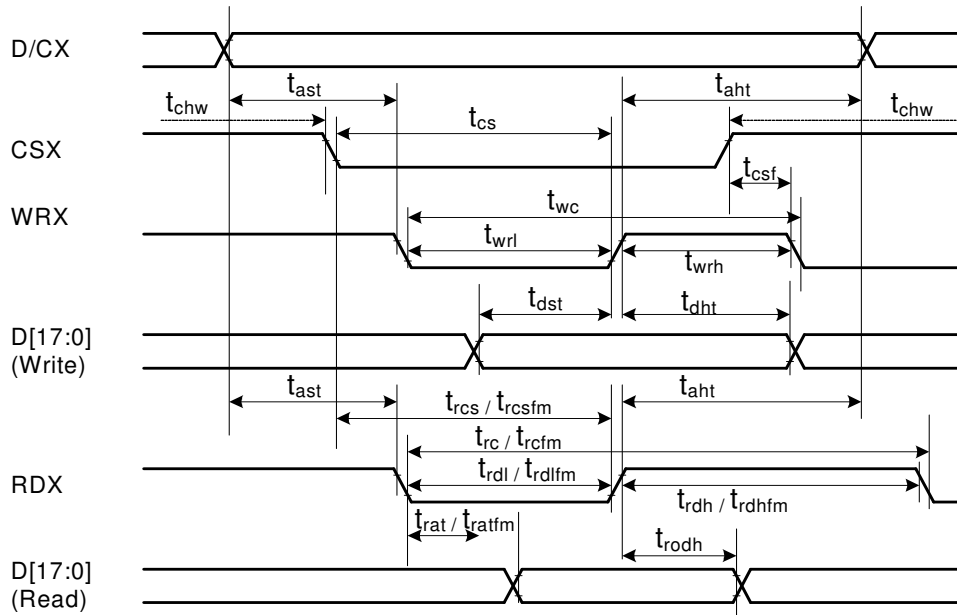 D/CX
t_ast t_aht
t_chw t_cs t_chw
CSX
t_csf
WRX
t_wc
t_wrl t_wrh
t_dst t_dht
D[17:0]
(Write)
t_ast t_aht
t_rcs / t_rcsfm
t_rc / t_rcfm
RDX
t_rdl / t_rdlfm
t_rdh / t_rdhfm
t_rat / t_ratfm
t_rodh
D[17:0]
(Read)